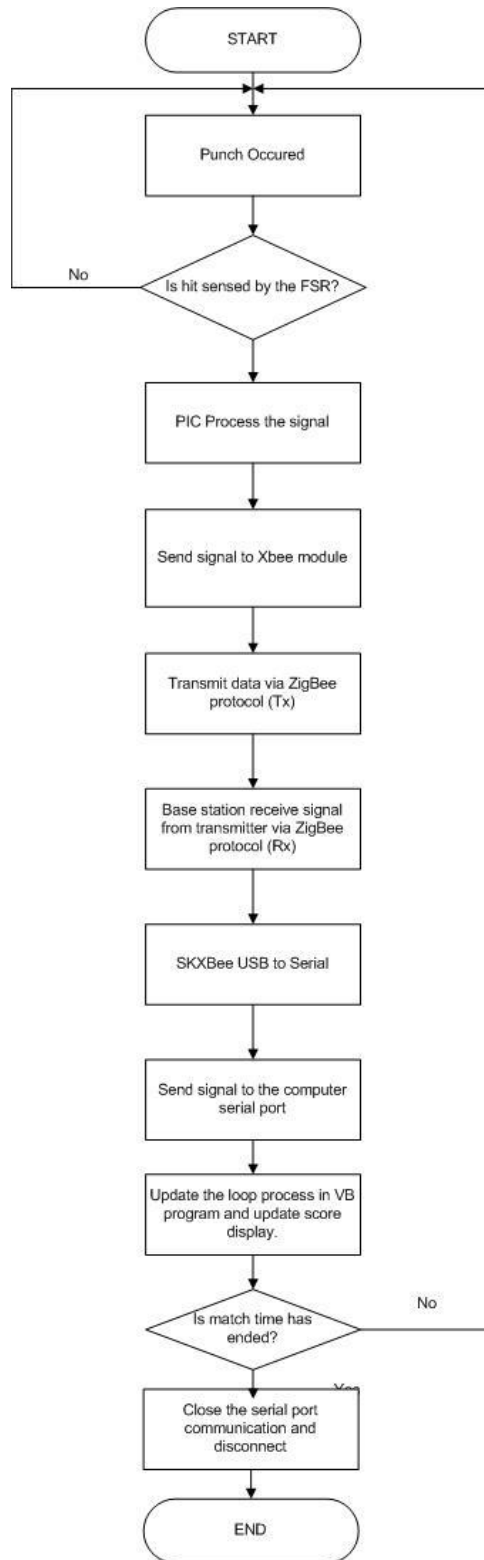 START
Punch Occured
No
Is hit sensed by the FSR?
PIC Process the signal
Send signal to Xbee module
Transmit data via ZigBee
protocol (Tx)
Base station receive signal
from transmitter via ZigBee
protocol (Rx)
SKXBee USB to Serial
Send signal to the computer
serial port
Update the loop process in VB
program and update score
display.
No
Is match time has
ended?
Yes
Close the serial port
communication and
disconnect
END